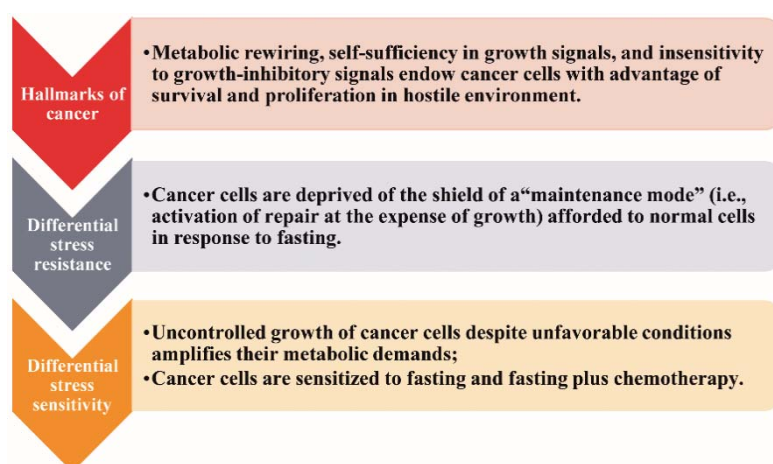 Hallmarks of
cancer
•Metabolic rewiring, self-sufficiency in growth signals, and insensitivity
to growth-inhibitory signals endow cancer cells with advantage of
survival and proliferation in hostile environment.
Differential
stress
resistance
•Cancer cells are deprived of the shield of a“maintenance mode” (i.e.,
activation of repair at the expense of growth) afforded to normal cells
in response to fasting.
Differential
stress
sensitivity
•Uncontrolled growth of cancer cells despite unfavorable conditions
amplifies their metabolic demands;
•Cancer cells are sensitized to fasting and fasting plus chemotherapy.